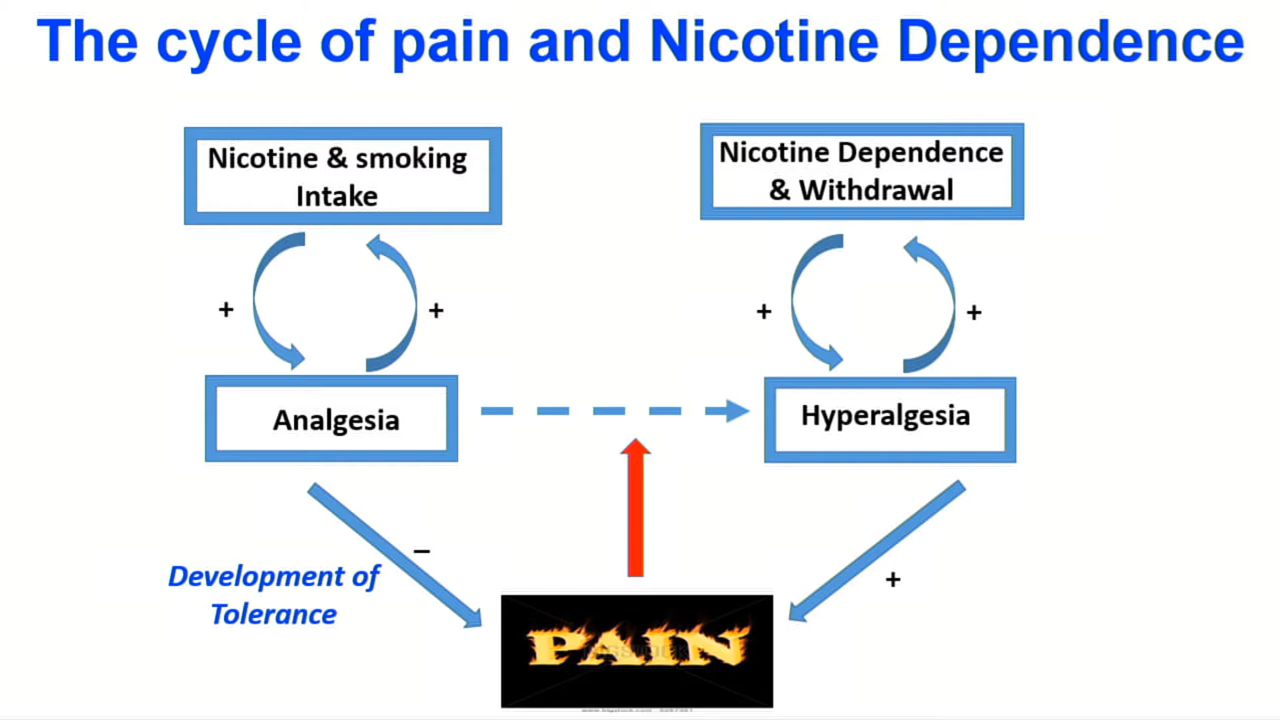 The cycle of pain and Nicotine Dependence
Nicotine & smoking
Intake
Nicotine Dependence
& Withdrawal
+
+
+
+
Analgesia
Hyperalgesia
–
+
Development of
Tolerance
PAIN